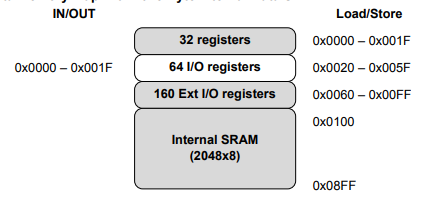 IN/OUT
Load/Store
32 registers
0x0000 – 0x001F
0x0000 – 0x001F
64 I/O registers
0x0020 – 0x005F
160 Ext I/O registers
0x0060 – 0x00FF
0x0100
Internal SRAM
(2048x8)
0x08FF